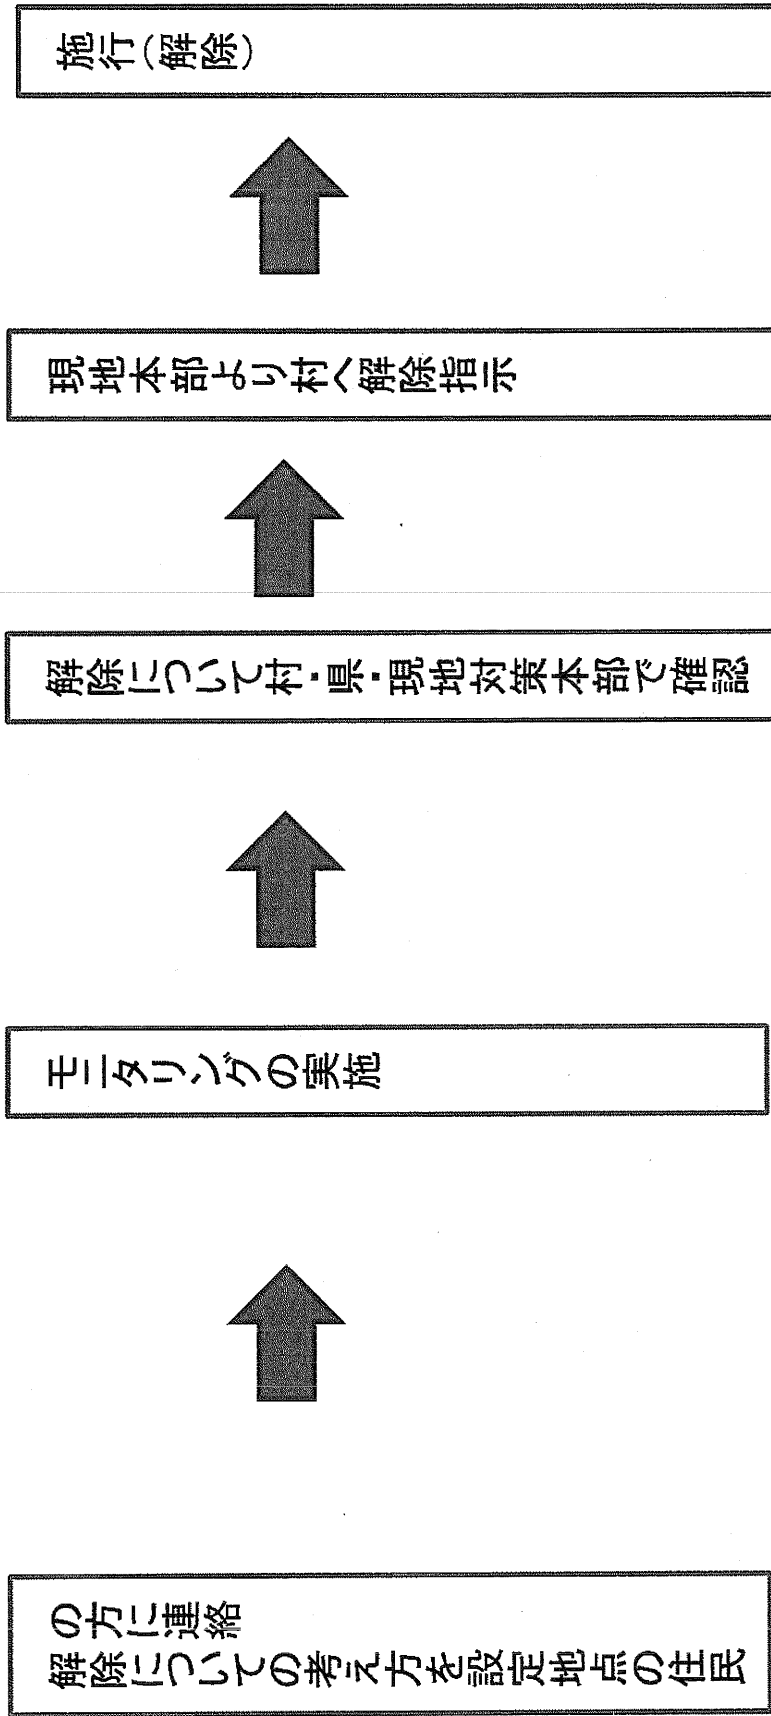 解除についての考え方を設定地点の住民
の方に連絡
モニタリングの実施
解除について村・県・現地対策本部で確認
現地本部より村へ解除指示
施行(解除)